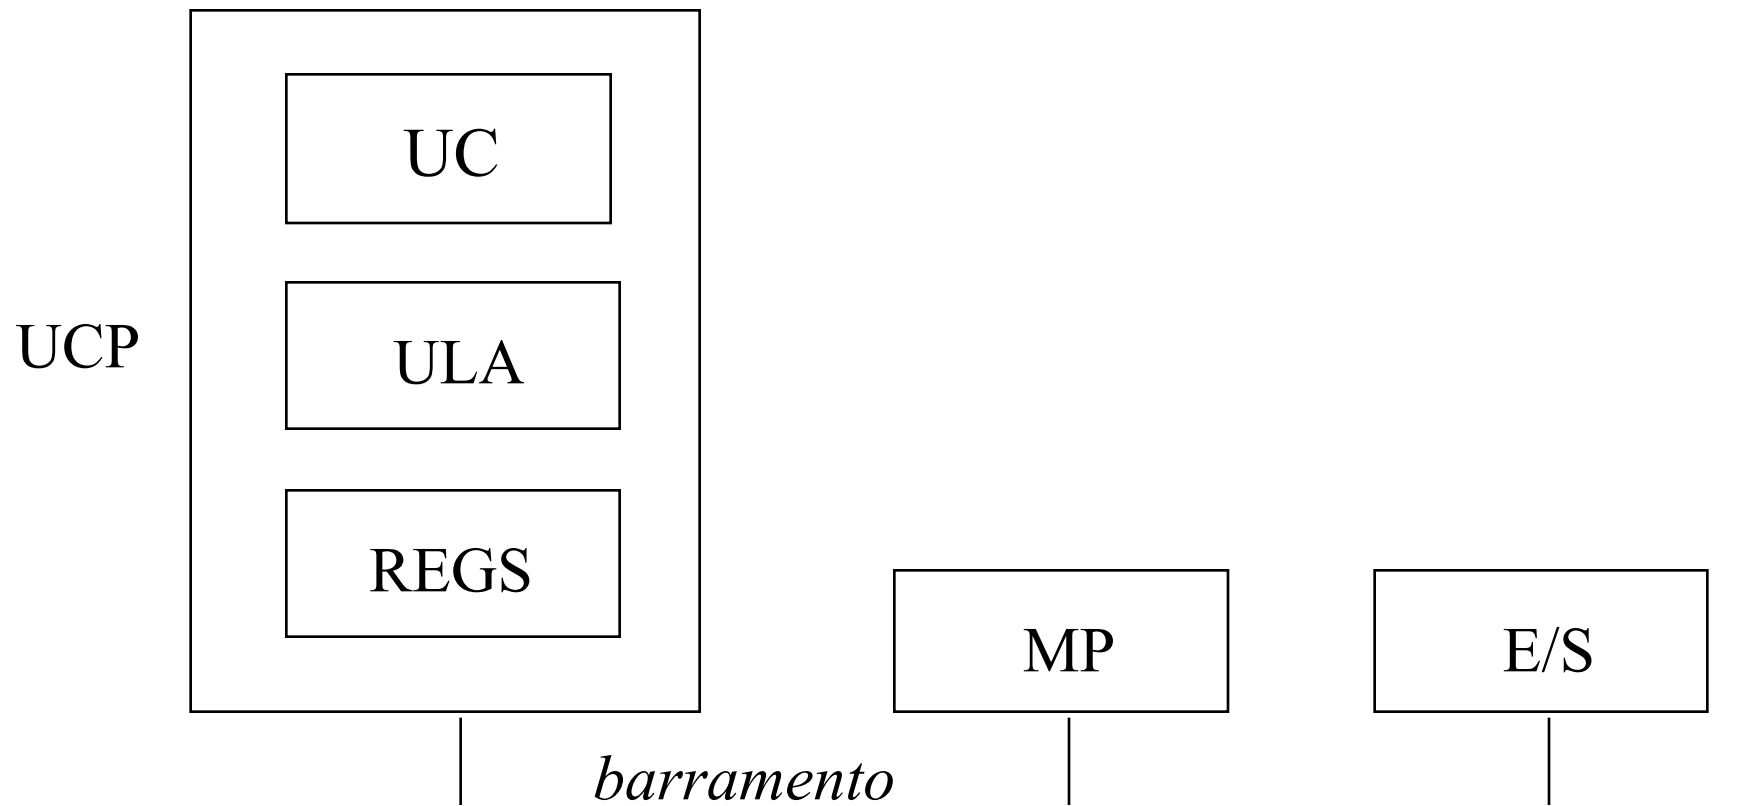 UC
UCP
ULA
REGS
MP
E/S
barramento